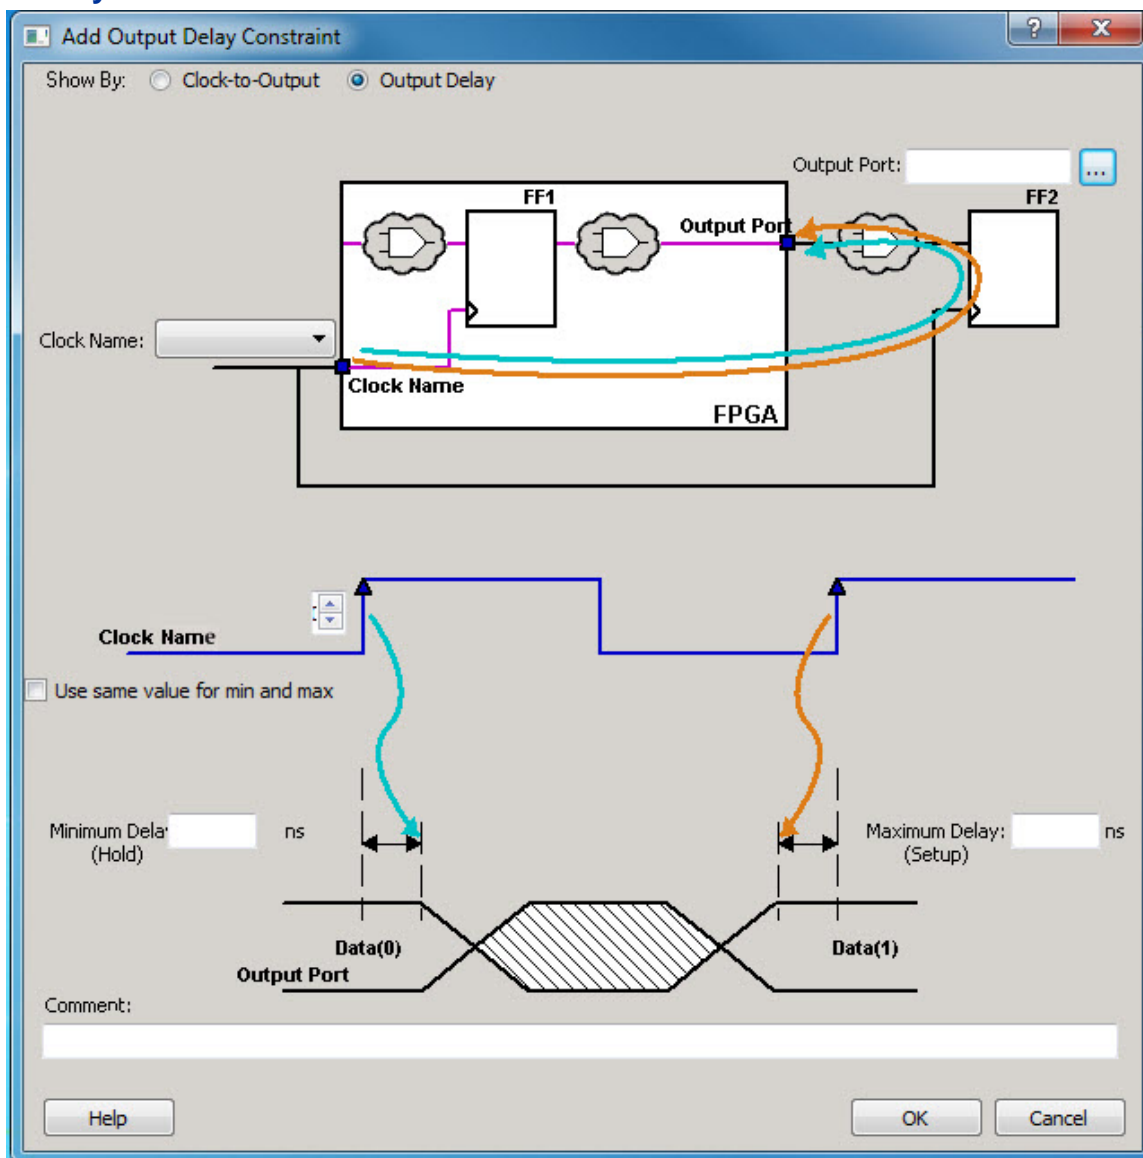 Add Output Delay Constraint
?
X
Show By: Clock-to-Output Output Delay
Output Port:
...
FF1
FF2
Output Port
Clock Name:
Clock Name
FPGA
Clock Name
Use same value for min and max
Minimum Dela
(Hold)
ns
Maximum Delay:
(Setup)
ns
Data(0)
Data(1)
Output Port
Comment:
Help
OK
Cancel